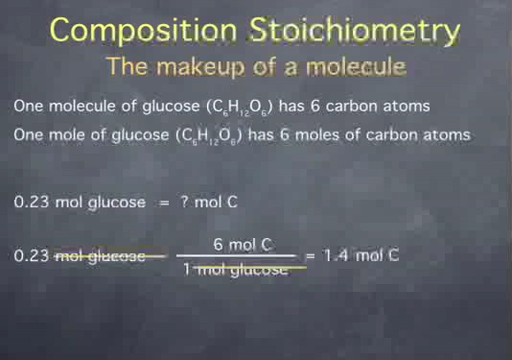 Composition Stoichiometry
The makeup of a molecule
One molecule of glucose (C₆H₁₂O₆) has 6 carbon atoms
One mole of glucose (C₆H₁₂O₆) has 6 moles of carbon atoms
0.23 mol glucose = ? mol C
0.23 mol glucose 6 mol C / 1 mol glucose = 1.4 mol C